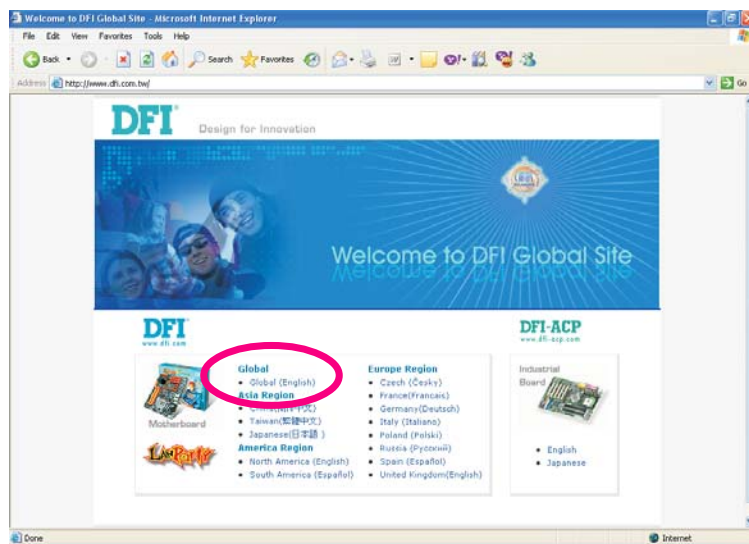 Welcome to DFI Global Site - Microsoft Internet Explorer
File Edit View Favorites Tools Help
Back Search Favorites
Address http://www.dfi.com.tw/ Go
DFI Design for Innovation
Welcome to DFI Global Site
DFI
www.dfi.com
DFI-ACP
www.dfi-acp.com
Motherboard
LANParty
Global
Global (English)
Asia Region
Taiwan(繁體中文)
Japanese(日本語 )
America Region
North America (English)
South America (Español)
Europe Region
Czech (Česky)
France(Francais)
Germany(Deutsch)
Italy (Italiano)
Poland (Polski)
Russia (Русский)
Spain (Español)
United Kingdom(English)
Industrial
Board
English
Japanese
Done Internet